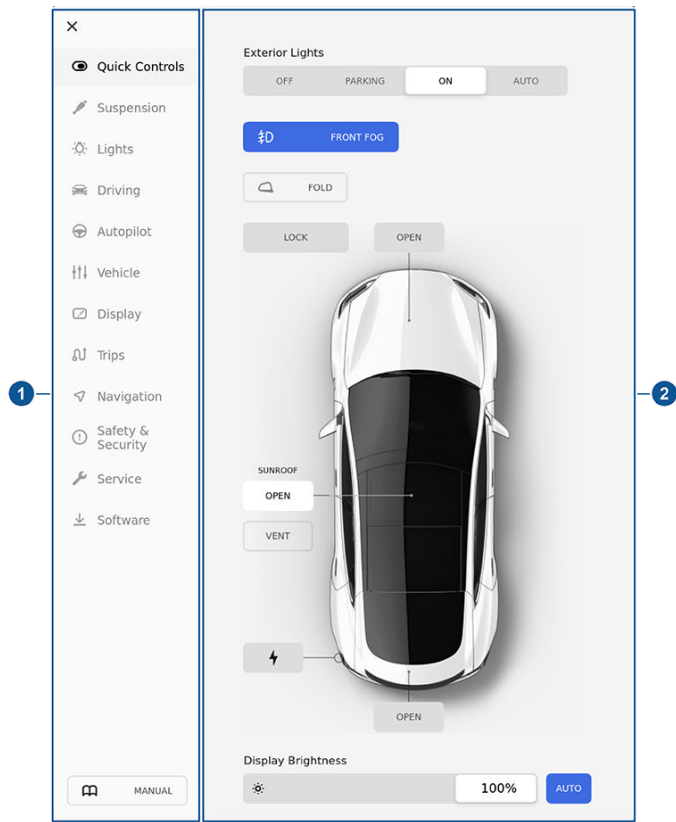 Quick Controls
Suspension
Lights
Driving
Autopilot
Vehicle
Display
Trips
Navigation
Safety &
Security
Service
Software
MANUAL
1
Exterior Lights
OFF PARKING ON AUTO
FRONT FOG
FOLD
LOCK OPEN
SUNROOF
OPEN
VENT
OPEN
Display Brightness
100% AUTO
2